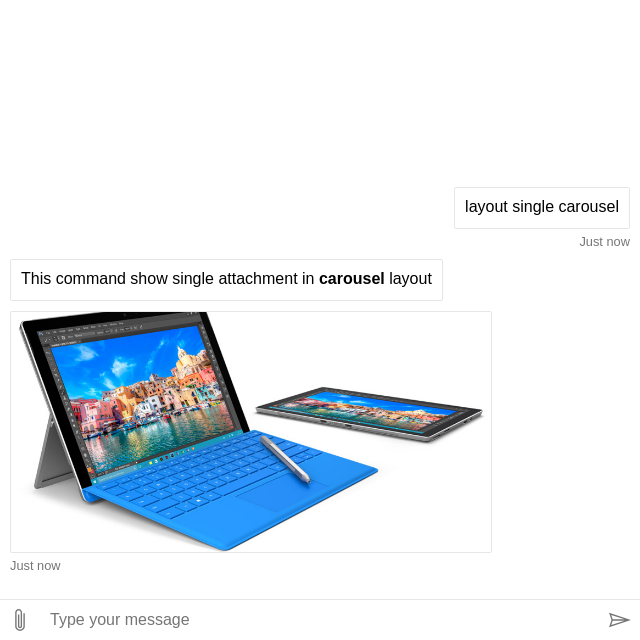 layout single carousel
Just now
This command show single attachment in carousel layout
Just now
Type your message